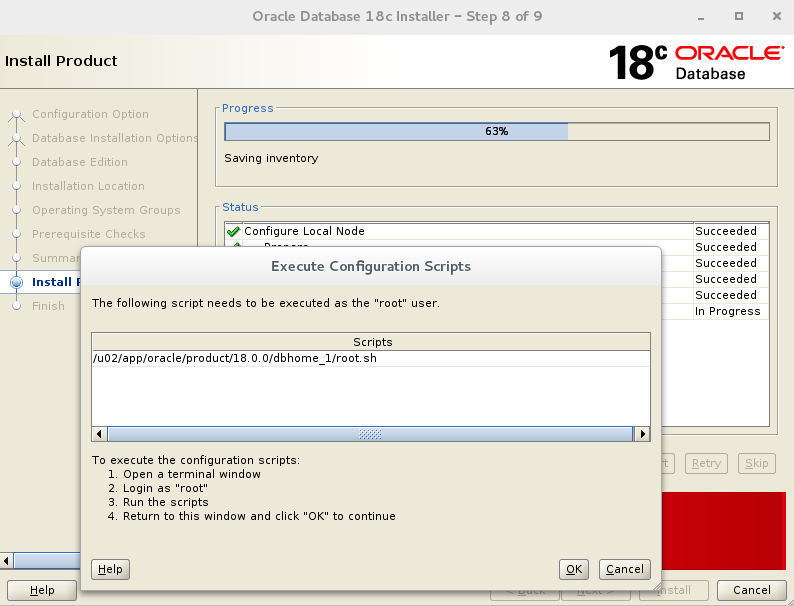 Oracle Database 18c Installer - Step 8 of 9
Install Product
18c ORACLE
Database
Configuration Option
Database Installation Options
Database Edition
Installation Location
Operating System Groups
Prerequisite Checks
Install
Finish
Progress
63%
Saving inventory
Status
Configure Local Node Succeeded
Prepare Succeeded
Succeeded
Succeeded
Succeeded
In Progress
Execute Configuration Scripts
The following script needs to be executed as the "root" user.
Scripts
/u02/app/oracle/product/18.0.0/dbhome_1/root.sh
To execute the configuration scripts:
1. Open a terminal window
2. Login as "root"
3. Run the scripts
4. Return to this window and click "OK" to continue
Help OK Cancel
Retry Skip
Help < Back Next > Install Cancel